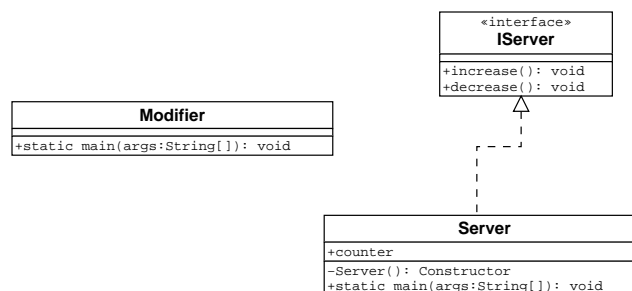 «interface»
IServer
+increase(): void
+decrease(): void
Modifier
+static main(args:String[]): void
Server
+counter
-Server(): Constructor
+static main(args:String[]): void